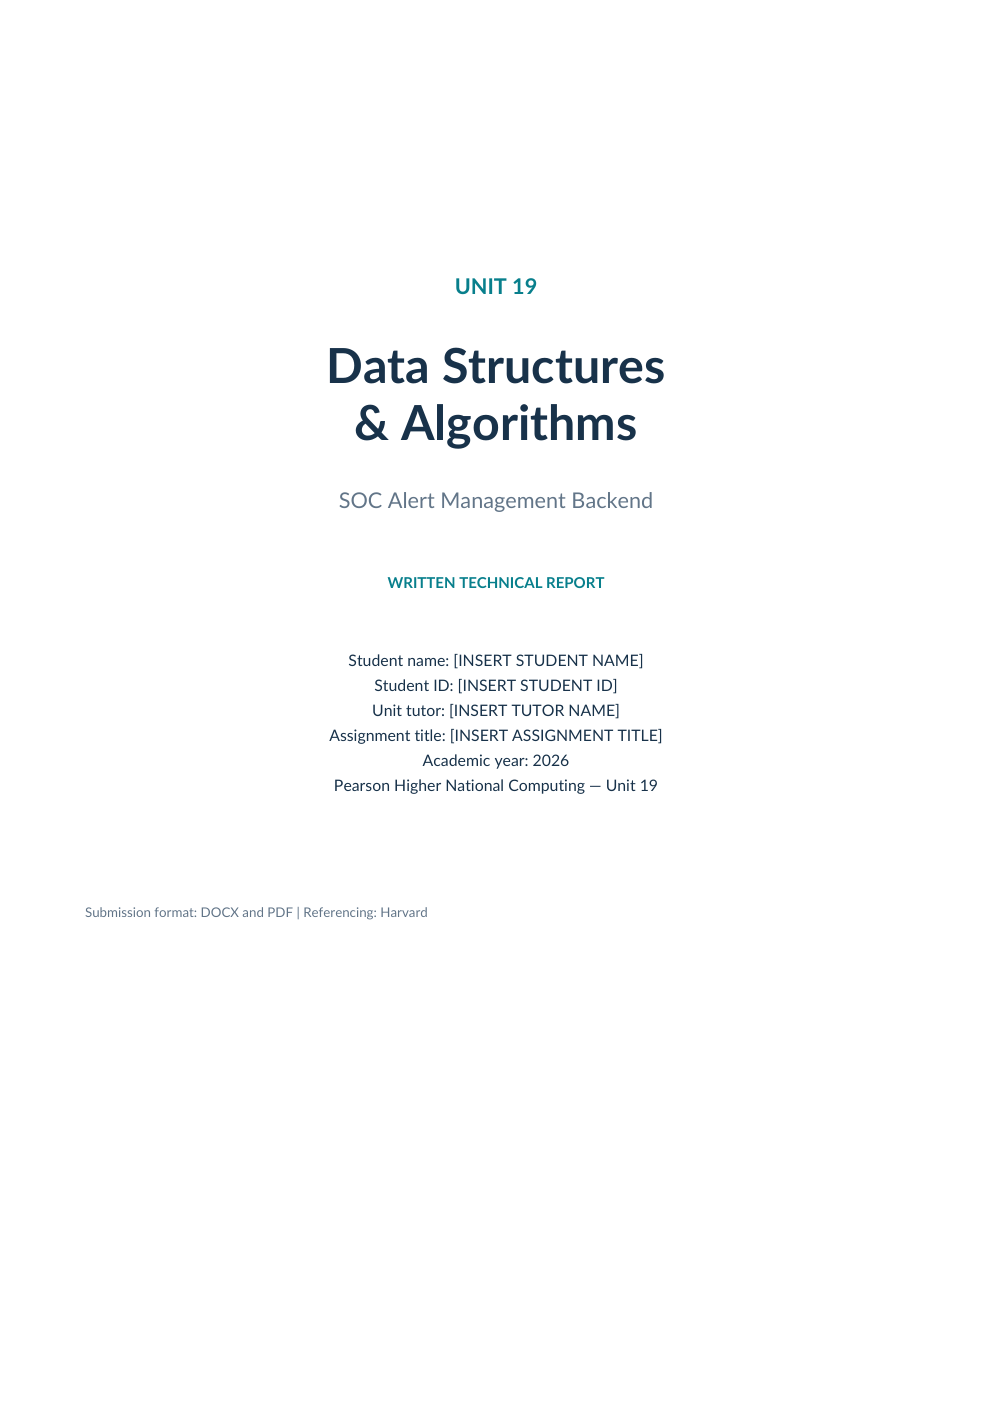 UNIT 19
Data Structures
& Algorithms
SOC Alert Management Backend
WRITTEN TECHNICAL REPORT
Student name: [INSERT STUDENT NAME]
Student ID: [INSERT STUDENT ID]
Unit tutor: [INSERT TUTOR NAME]
Assignment title: [INSERT ASSIGNMENT TITLE]
Academic year: 2026
Pearson Higher National Computing — Unit 19
Submission format: DOCX and PDF | Referencing: Harvard